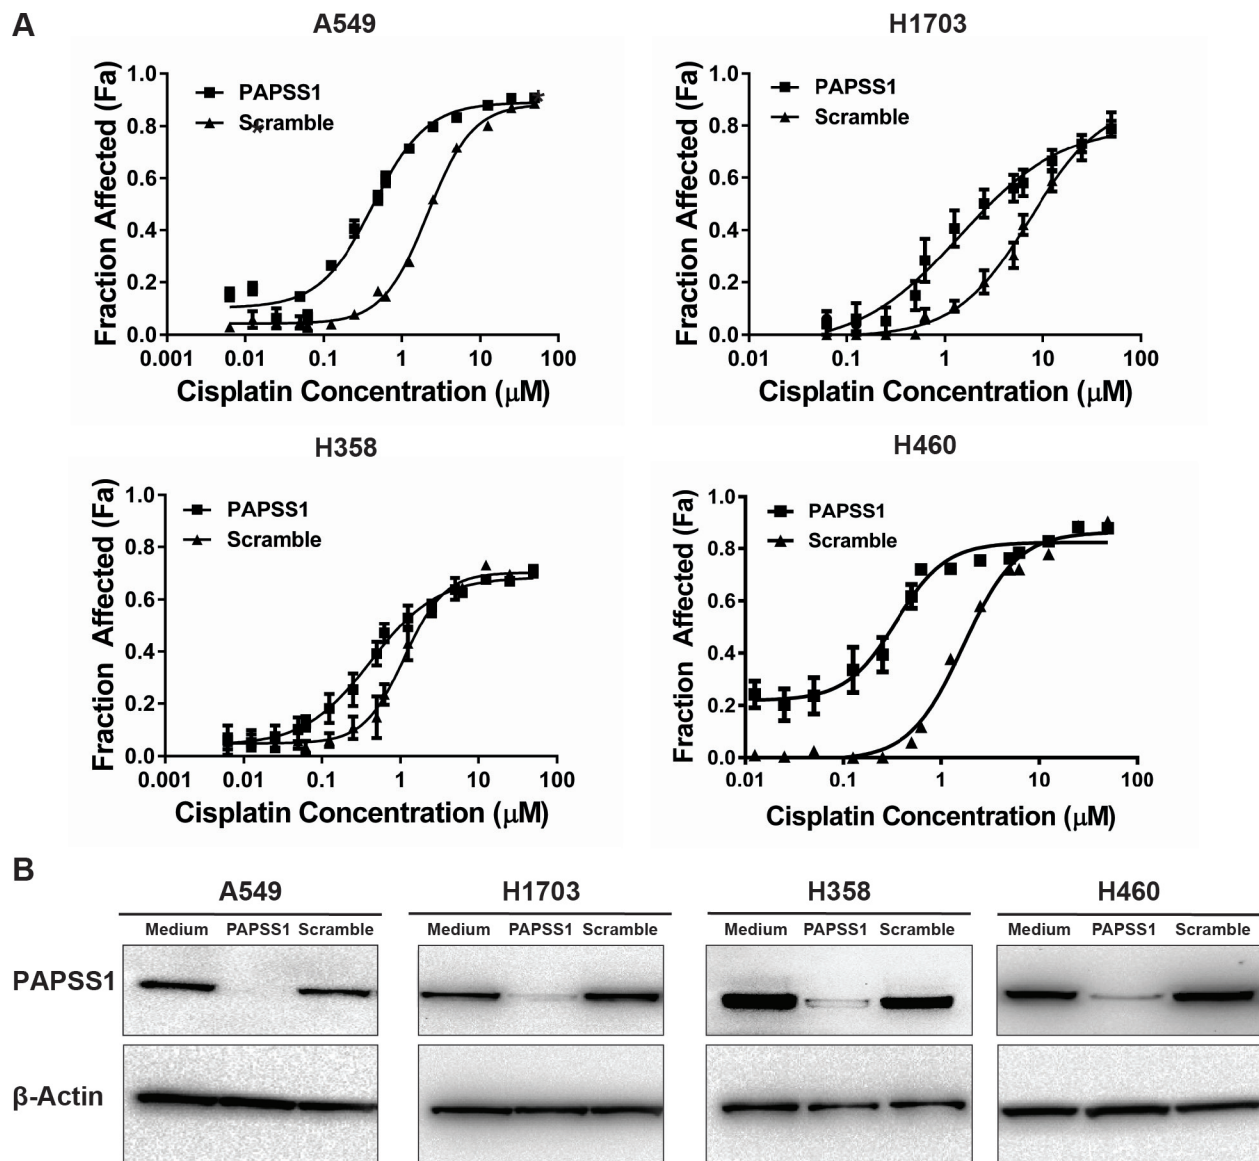 A
A549
H1703
1.0
0.8
0.6
0.4
0.2
0.0
Fraction Affected (Fa)
PAPSS1
Scramble
*
*
0.001 0.01 0.1 1 10 100
Cisplatin Concentration (μM)
1.0
0.8
0.6
0.4
0.2
0.0
Fraction Affected (Fa)
PAPSS1
Scramble
0.01 0.1 1 10 100
Cisplatin Concentration (μM)
H358
H460
1.0
0.8
0.6
0.4
0.2
0.0
Fraction Affected (Fa)
PAPSS1
Scramble
0.001 0.01 0.1 1 10 100
Cisplatin Concentration (μM)
1.0
0.8
0.6
0.4
0.2
0.0
Fraction Affected (Fa)
PAPSS1
Scramble
0.01 0.1 1 10 100
Cisplatin Concentration (μM)
B
A549 H1703 H358 H460
Medium PAPSS1 Scramble Medium PAPSS1 Scramble Medium PAPSS1 Scramble Medium PAPSS1 Scramble
PAPSS1
β-Actin